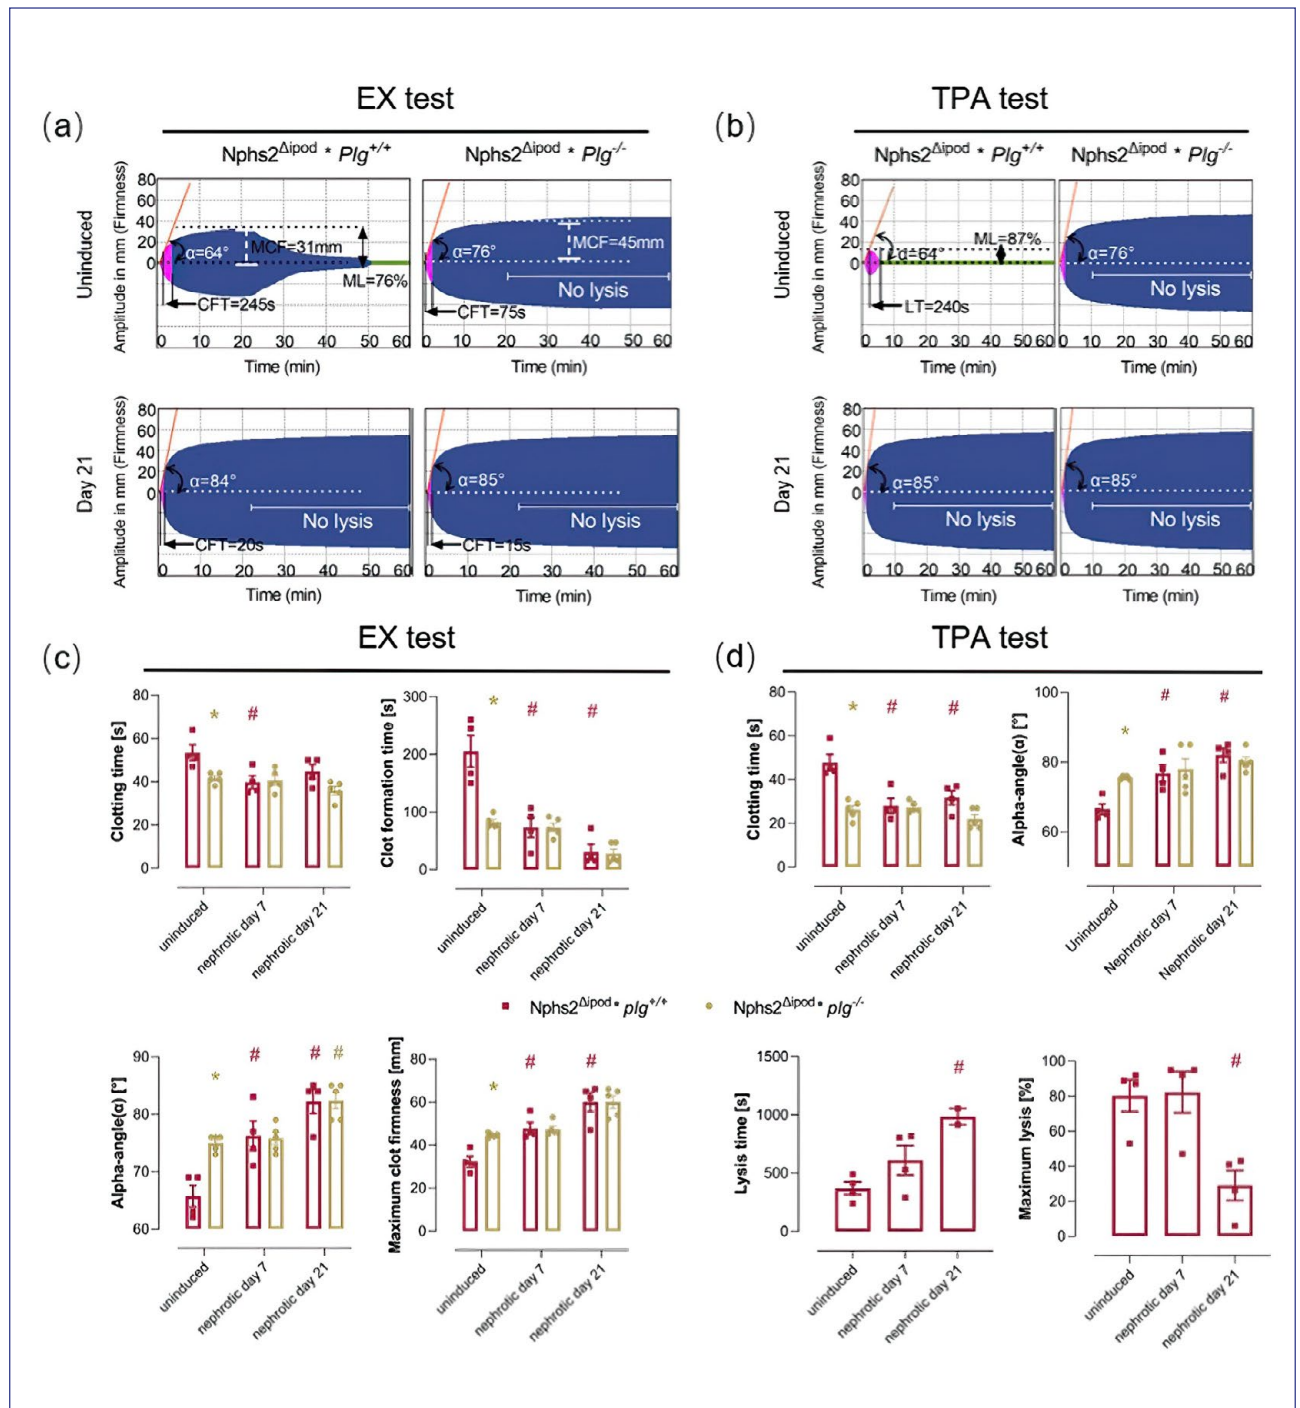 EX test
TPA test
(a)
(b)
Nphs2^Δipod * Plg^+/+
Nphs2^Δipod * Plg^-/-
Nphs2^Δipod * Plg^+/+
Nphs2^Δipod * Plg^-/-
Uninduced
Amplitude in mm (Firmness)
80
60
40
20
0
α=64°
MCF=31mm
ML=76%
CFT=245s
0 10 20 30 40 50 60
Time (min)
α=76°
MCF=45mm
No lysis
CFT=75s
0 10 20 30 40 50 60
Time (min)
Uninduced
Amplitude in mm (Firmness)
80
60
40
20
0
ML=87%
α=64°
LT=240s
0 10 20 30 40 50 60
Time (min)
α=76°
No lysis
0 10 20 30 40 50 60
Time (min)
Day 21
Amplitude in mm (Firmness)
80
60
40
20
0
α=84°
No lysis
CFT=20s
0 10 20 30 40 50 60
Time (min)
α=85°
No lysis
CFT=15s
0 10 20 30 40 50 60
Time (min)
Day 21
Amplitude in mm (Firmness)
80
60
40
20
0
α=85°
No lysis
0 10 20 30 40 50 60
Time (min)
α=85°
No lysis
0 10 20 30 40 50 60
Time (min)
EX test
TPA test
(c)
(d)
Clotting time [s]
80
60
40
20
0
* #
uninduced
nephrotic day 7
nephrotic day 21
Clot formation time [s]
300
200
100
0
* # #
uninduced
nephrotic day 7
nephrotic day 21
Clotting time [s]
80
60
40
20
0
* # #
uninduced
nephrotic day 7
nephrotic day 21
Alpha-angle(α) [°]
100
80
60
* # #
Uninduced
Nephrotic day 7
Nephrotic day 21
Nphs2^Δipod * plg^+/+
Nphs2^Δipod * plg^-/-
Alpha-angle(α) [°]
90
80
70
60
* # # #
uninduced
nephrotic day 7
nephrotic day 21
Maximum clot firmness [mm]
80
60
40
20
0
* # #
uninduced
nephrotic day 7
nephrotic day 21
Lysis time [s]
1500
1000
500
0
#
uninduced
nephrotic day 7
nephrotic day 21
Maximum lysis [%]
100
80
60
40
20
0
#
uninduced
nephrotic day 7
nephrotic day 21